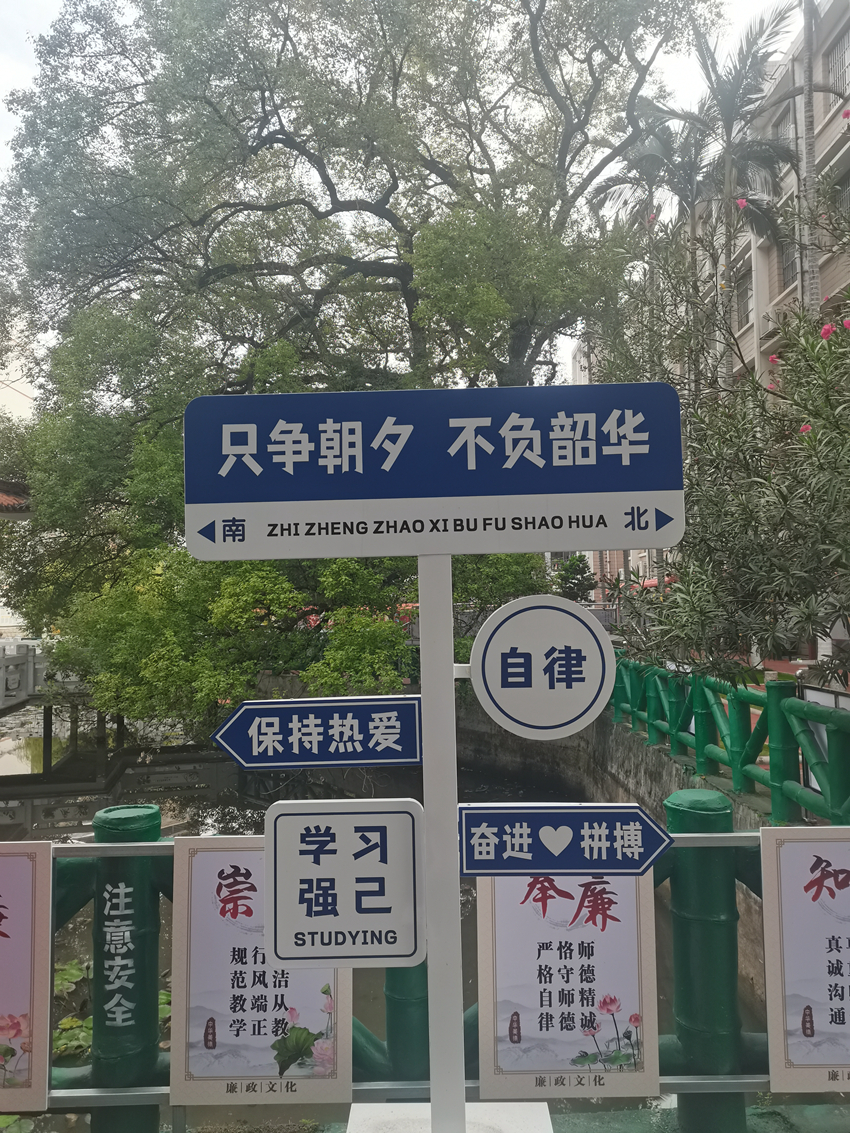 只争朝夕 不负韶华
南 ZHI ZHENG ZHAO XI BU FU SHAO HUA 北
自律
保持热爱
奋进 拼搏
学习
强己
STUDYING
注意安全
崇
规范教学
行风端正
洁从教
廉|政|文|化
奉廉
严格自律
恪守师德
师德精诚
廉|政|文|化
知
真诚沟通